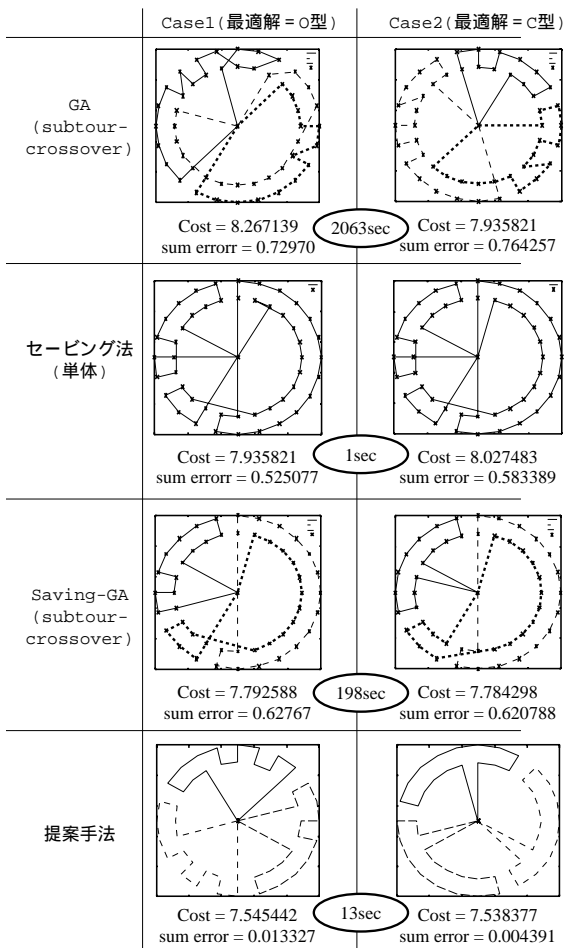 Case1(最適解=O型)
Case2(最適解=C型)
GA
(subtour-
crossover)
Cost = 8.267139
sum errorr = 0.72970
2063sec
Cost = 7.935821
sum error = 0.764257
セービング法
(単体)
Cost = 7.935821
sum errorr = 0.525077
1sec
Cost = 8.027483
sum error = 0.583389
Saving-GA
(subtour-
crossover)
Cost = 7.792588
sum error = 0.62767
198sec
Cost = 7.784298
sum error = 0.620788
提案手法
Cost = 7.545442
sum error = 0.013327
13sec
Cost = 7.538377
sum error = 0.004391